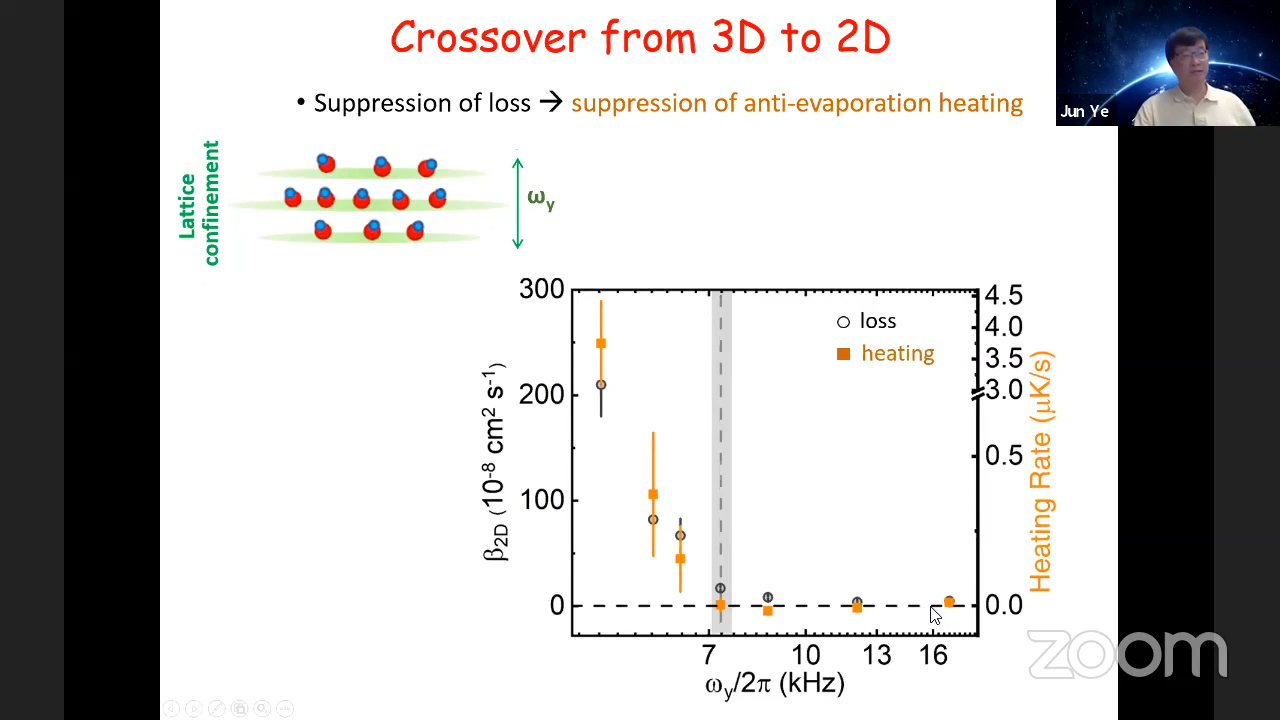 Crossover from 3D to 2D
• Suppression of loss → suppression of anti-evaporation heating
Jun Ye
Lattice
confinement
ωy
300
200
100
0
β2D (10-8 cm2 s-1)
loss
heating
4.5
4.0
3.5
3.0
0.5
0.0
Heating Rate (μK/s)
7 10 13 16
ωy/2π (kHz)
zoom